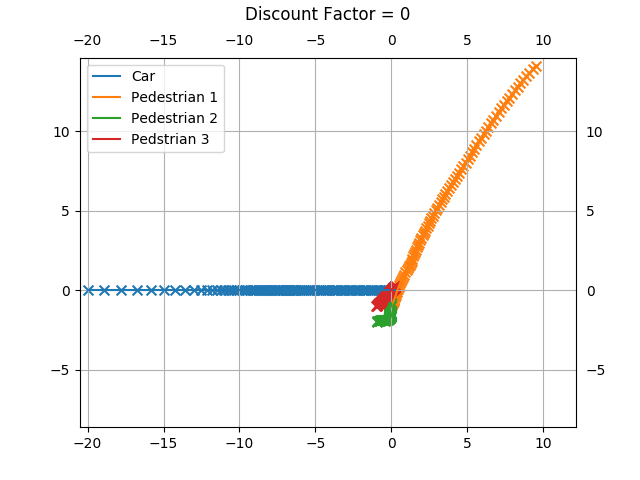 Discount Factor = 0
−20 −15 −10 −5 0 5 10
Car
Pedestrian 1
Pedestrian 2
Pedstrian 3
10 10
5 5
0 0
−5 −5
−20 −15 −10 −5 0 5 10